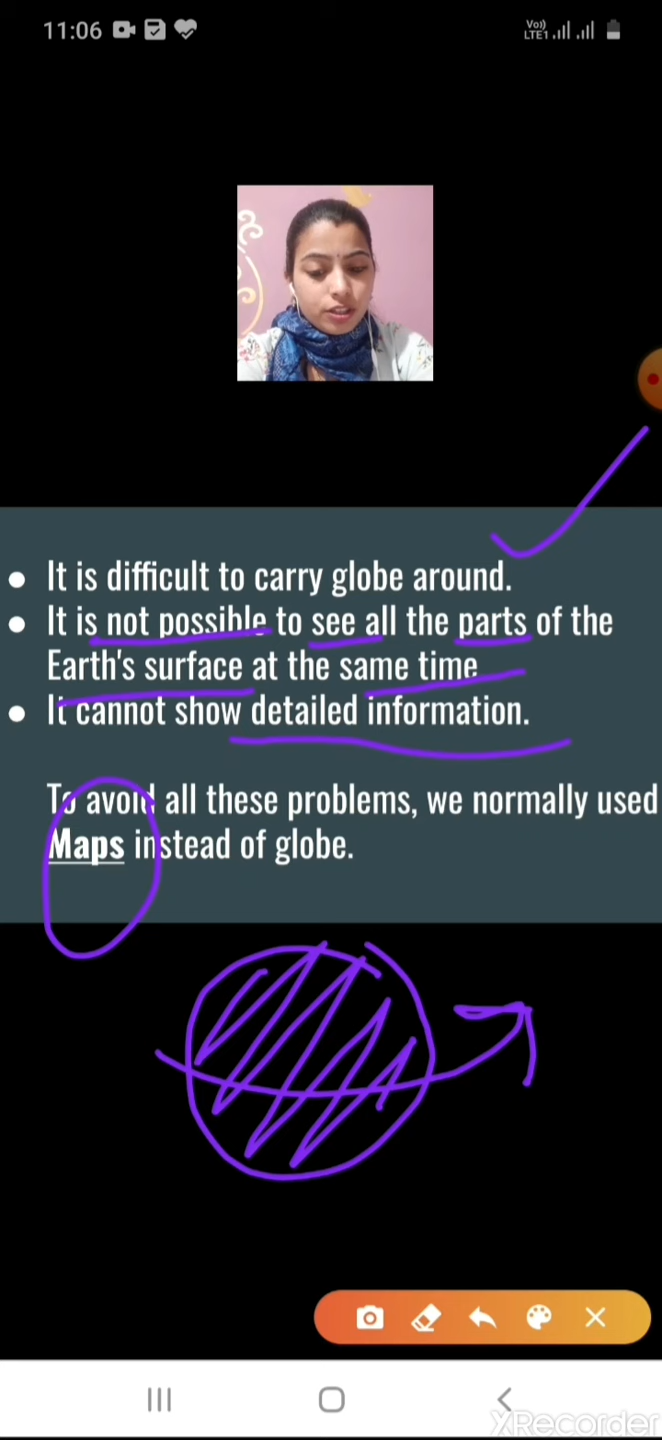 11:06
Vo))
LTE1
● It is difficult to carry globe around.
● It is not possible to see all the parts of the
Earth's surface at the same time
● It cannot show detailed information.
To avoid all these problems, we normally used
Maps instead of globe.
XRecorder